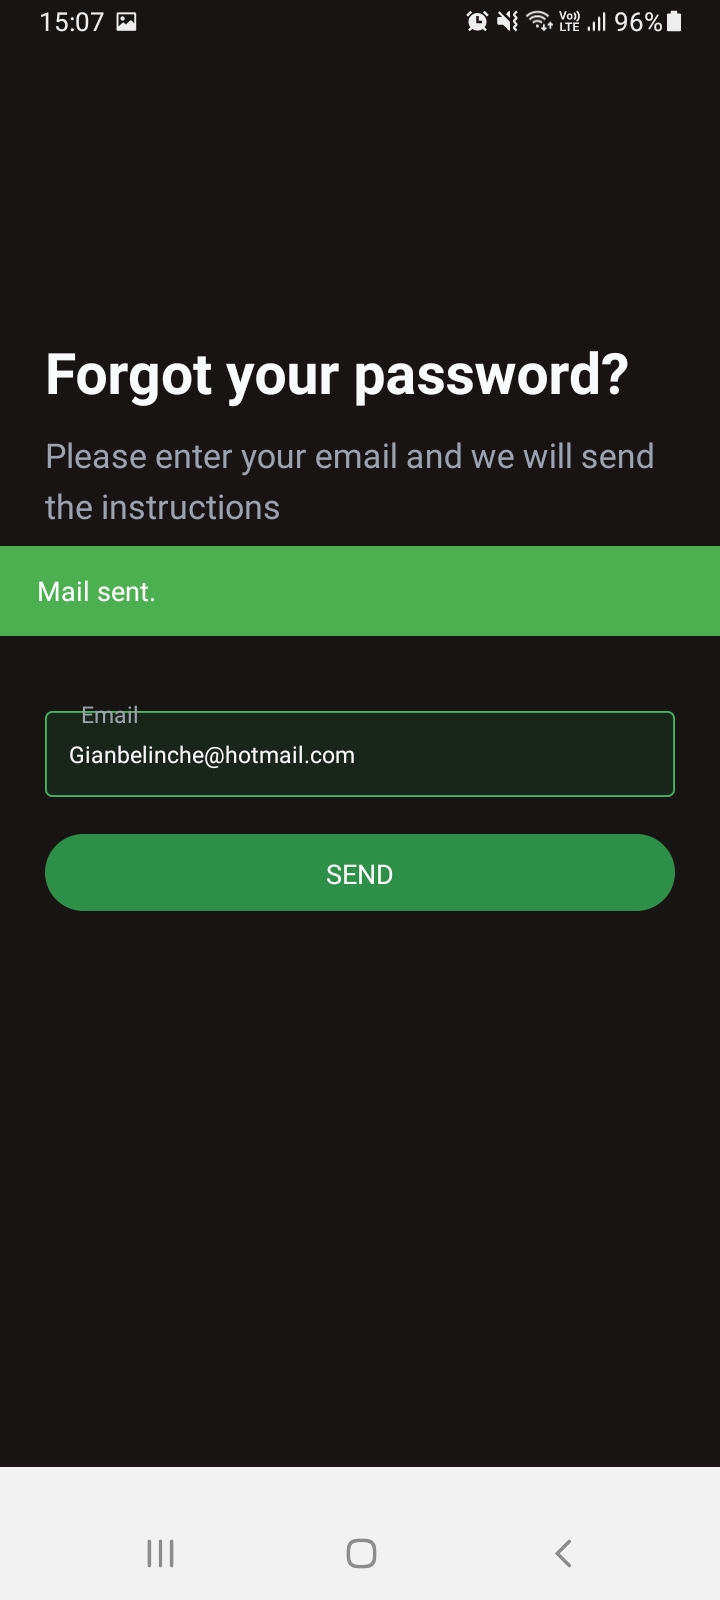 15:07
Vo)) LTE 96%
Forgot your password?
Please enter your email and we will send
the instructions
Mail sent.
Email
Gianbelinche@hotmail.com
SEND